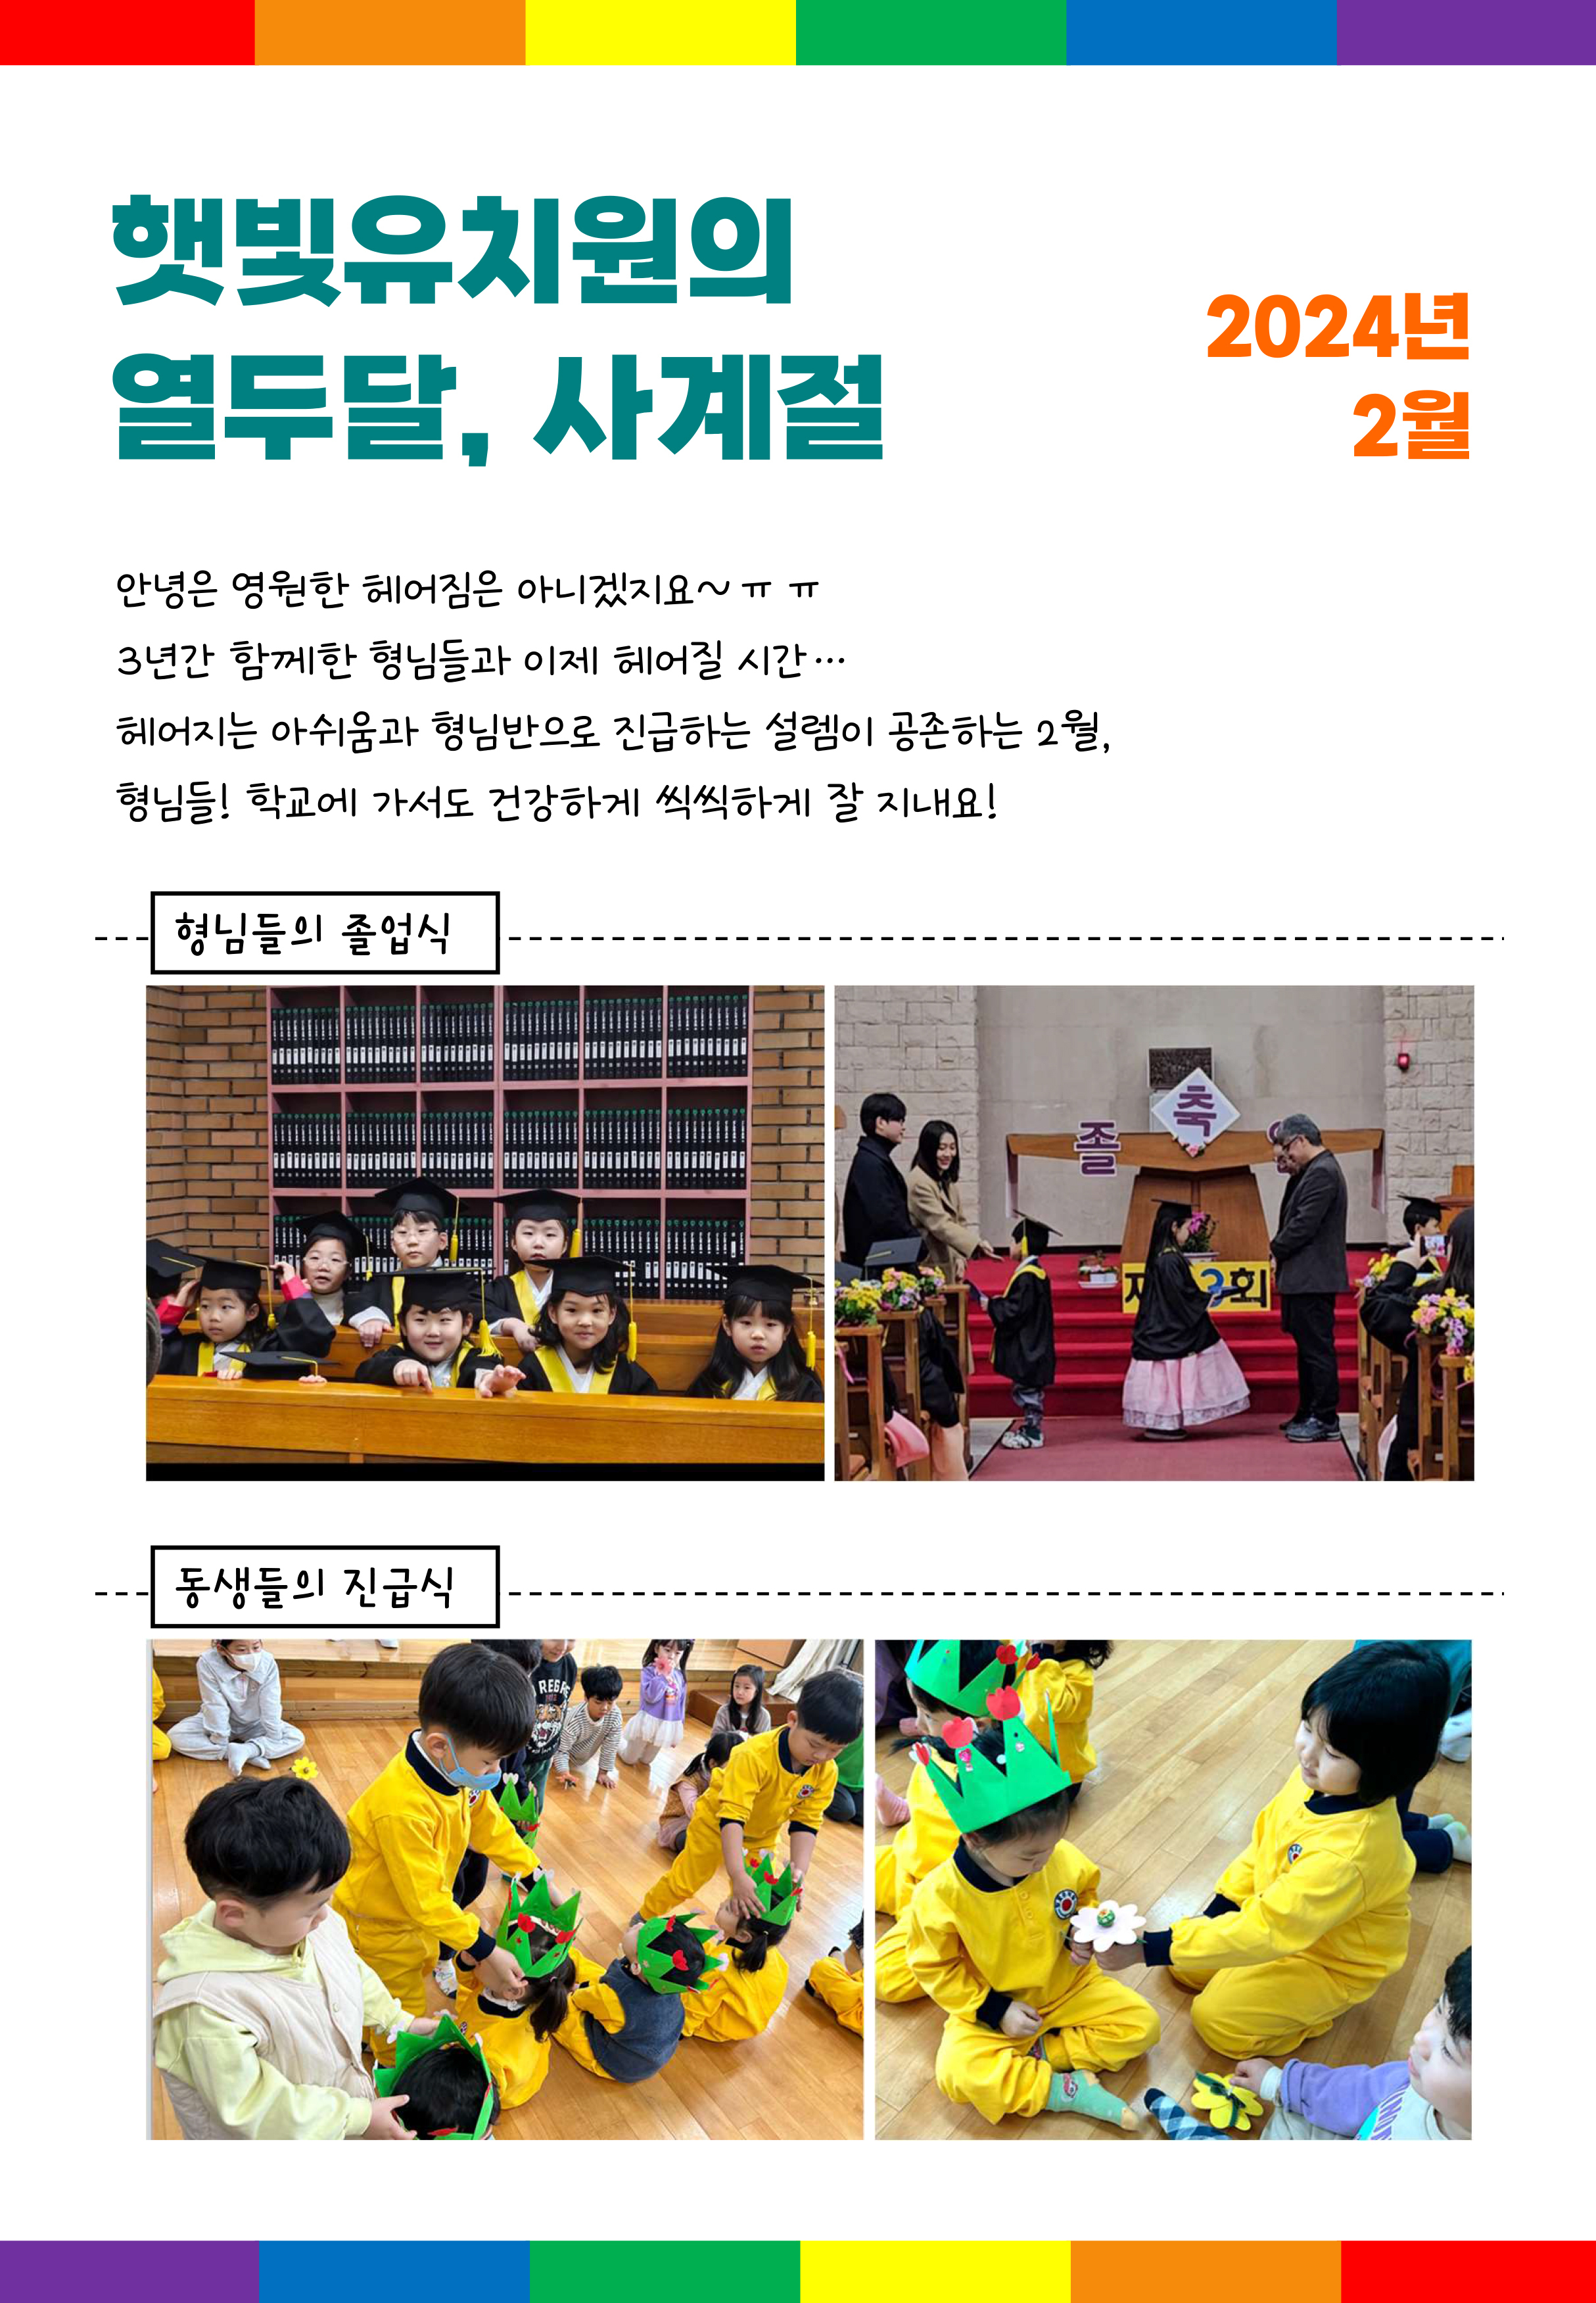 햇빛유치원의
열두달, 사계절
2024년
2월
안녕은 영원한 헤어짐은 아니겠지요~ ㅠ ㅠ
3년간 함께한 형님들과 이제 헤어질 시간…
헤어지는 아쉬움과 형님반으로 진급하는 설렘이 공존하는 2월,
형님들! 학교에 가서도 건강하게 씩씩하게 잘 지내요!
형님들의 졸업식
축
졸
3회
동생들의 진급식